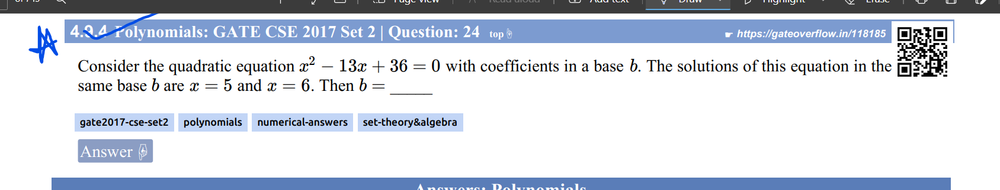 Page view
Read aloud
Add text
Draw
Highlight
Erase
4.9.4 Polynomials: GATE CSE 2017 Set 2 | Question: 24 top ☟
☛ https://gateoverflow.in/118185
Consider the quadratic equation x² − 13x + 36 = 0 with coefficients in a base b. The solutions of this equation in the
same base b are x = 5 and x = 6. Then b = _____
gate2017-cse-set2 polynomials numerical-answers set-theory&algebra
Answer ☟
Answers: Polynomials